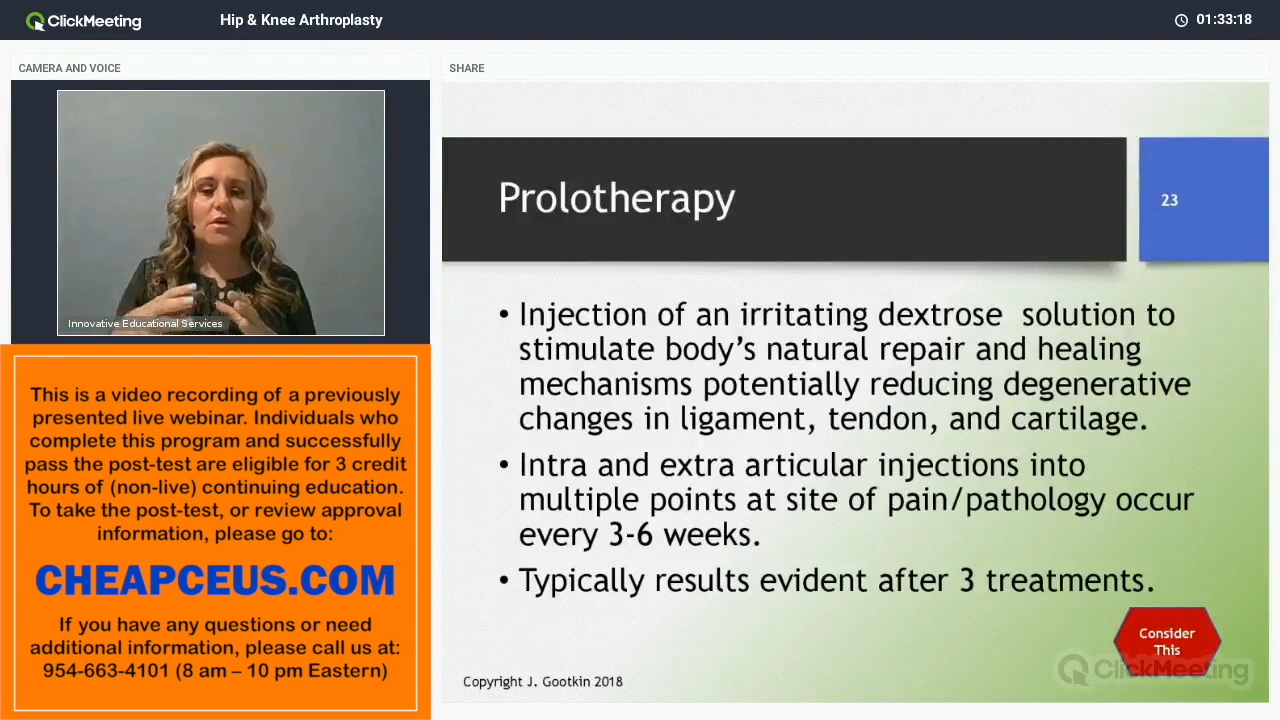 ClickMeeting
Hip & Knee Arthroplasty
01:33:18
CAMERA AND VOICE
Innovative Educational Services
This is a video recording of a previously
presented live webinar. Individuals who
complete this program and successfully
pass the post-test are eligible for 3 credit
hours of (non-live) continuing education.
To take the post-test, or review approval
information, please go to:
CHEAPCEUS.COM
If you have any questions or need
additional information, please call us at:
954-663-4101 (8 am – 10 pm Eastern)
SHARE
Prolotherapy
23
• Injection of an irritating dextrose solution to
stimulate body's natural repair and healing
mechanisms potentially reducing degenerative
changes in ligament, tendon, and cartilage.
• Intra and extra articular injections into
multiple points at site of pain/pathology occur
every 3-6 weeks.
• Typically results evident after 3 treatments.
Consider
This
ClickMeeting
Copyright J. Gootkin 2018